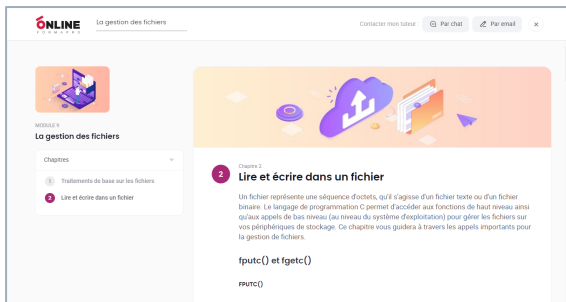 ONLINE
FORMAPRO
La gestion des fichiers
Contacter mon tuteur :
Par chat
Par email
×
MODULE 9
La gestion des fichiers
Chapitres
1 Traitements de base sur les fichiers
2 Lire et écrire dans un fichier
2
Chapitre 2
Lire et écrire dans un fichier
Un fichier représente une séquence d'octets, qu'il s'agisse d'un fichier texte ou d'un fichier
binaire. Le langage de programmation C permet d'accéder aux fonctions de haut niveau ainsi
qu'aux appels de bas niveau (au niveau du système d'exploitation) pour gérer les fichiers sur
vos périphériques de stockage. Ce chapitre vous guidera à travers les appels importants pour
la gestion de fichiers.
fputc() et fgetc()
FPUTC()